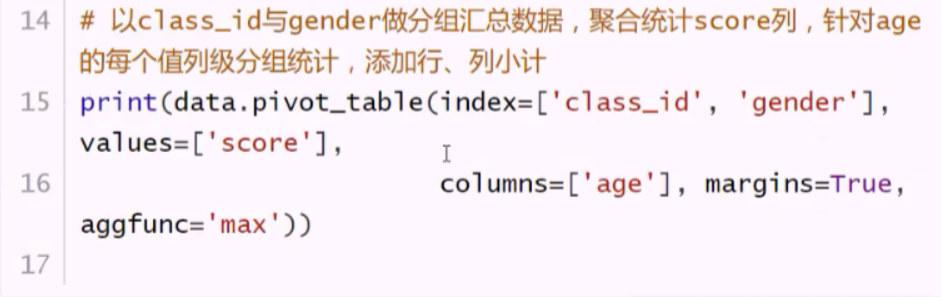 14 # 以class_id与gender做分组汇总数据，聚合统计score列，针对age
的每个值列级分组统计，添加行、列小计
15 print(data.pivot_table(index=['class_id', 'gender'],
values=['score'],
16 columns=['age'], margins=True,
aggfunc='max'))
17